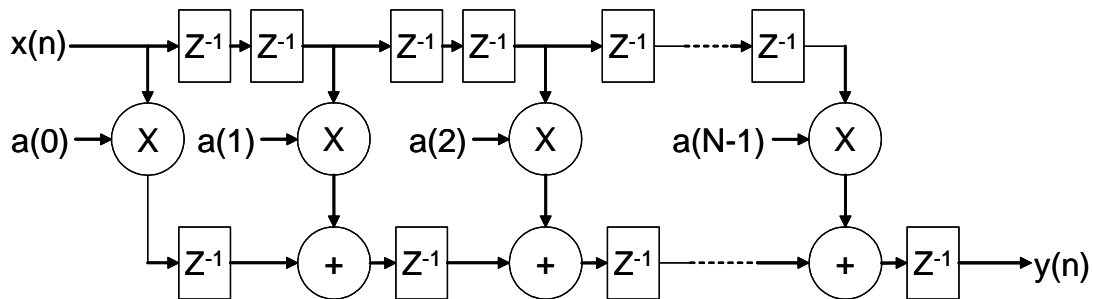 x(n) Z⁻¹ Z⁻¹ Z⁻¹ Z⁻¹ Z⁻¹ Z⁻¹
a(0) X a(1) X a(2) X a(N-1) X
Z⁻¹ + Z⁻¹ + Z⁻¹ + Z⁻¹ y(n)